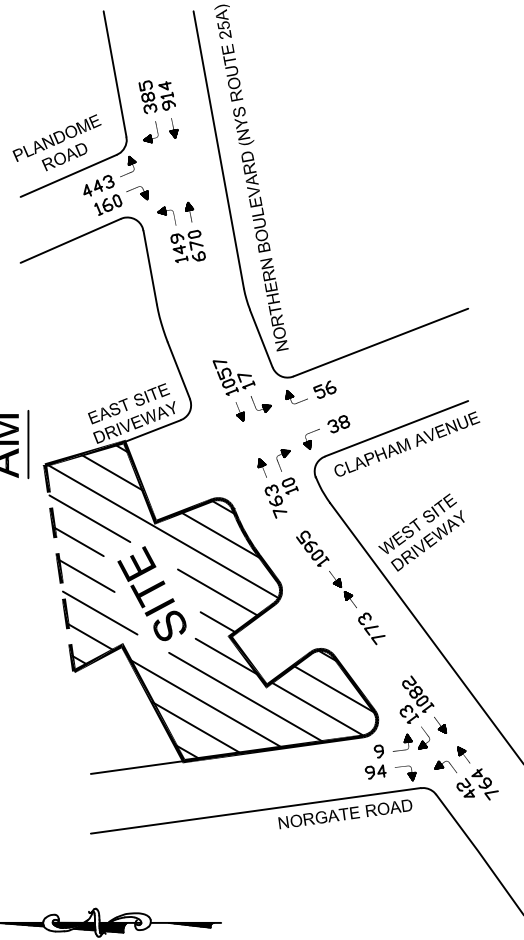 AM
PLANDOME
ROAD
385
914
443
160
149
670
NORTHERN BOULEVARD (NYS ROUTE 25A)
EAST SITE
DRIVEWAY
1057
17
56
38
763
10
CLAPHAM AVENUE
SITE
1095
773
WEST SITE
DRIVEWAY
13
1082
9
94
42
764
NORGATE ROAD
N